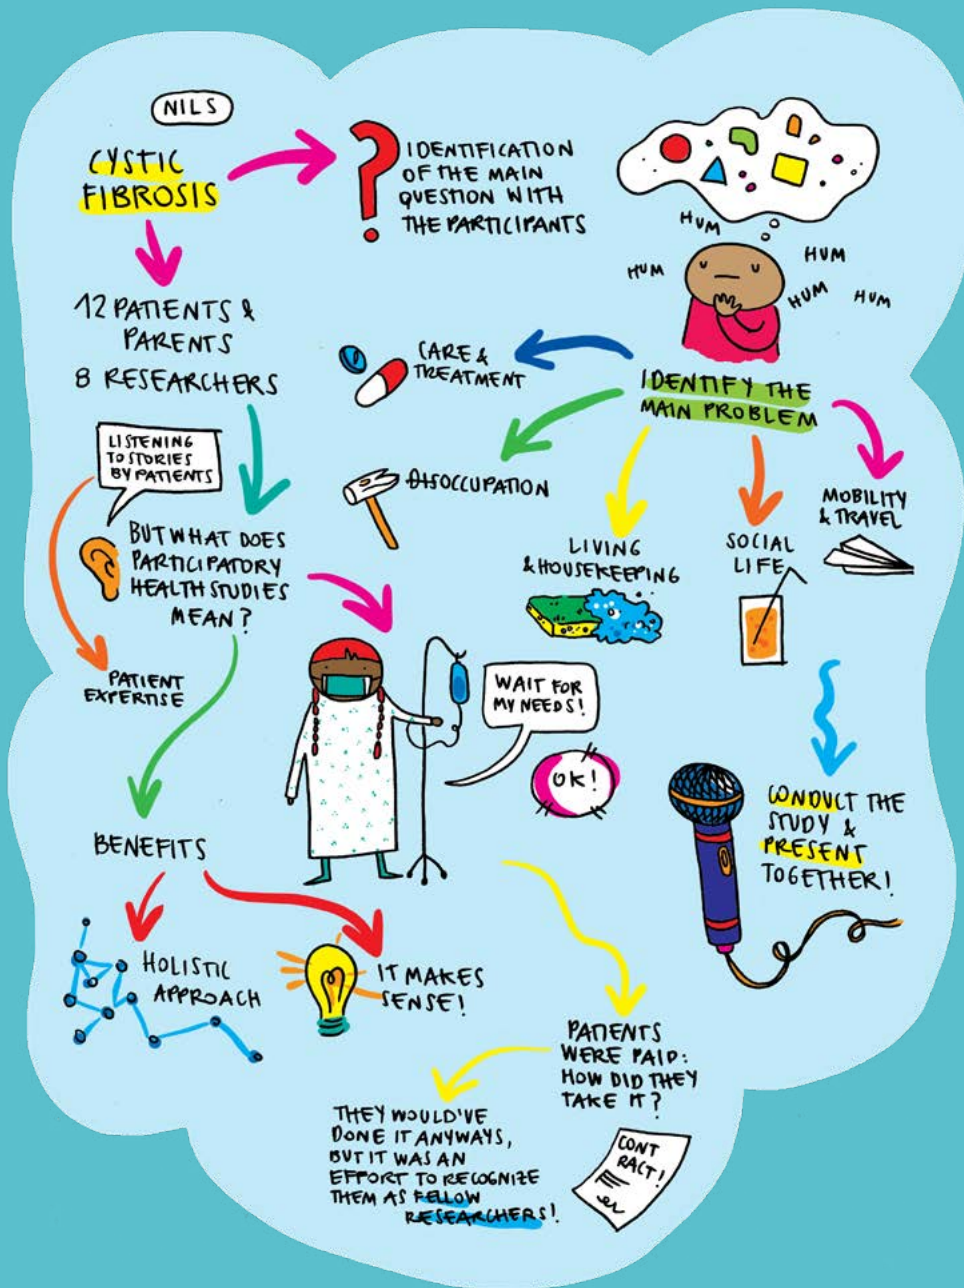 NILS
CYSTIC
FIBROSIS
IDENTIFICATION
OF THE MAIN
QUESTION WITH
THE PARTICIPANTS
12 PATIENTS &
PARENTS
8 RESEARCHERS
HUM
HUM
HUM
HUM
HUM
IDENTIFY THE
MAIN PROBLEM
CARE &
TREATMENT
OCCUPATION
LIVING
& HOUSEKEEPING
SOCIAL
LIFE
MOBILITY
& TRAVEL
LISTENING
TO STORIES
BY PATIENTS
BUT WHAT DOES
PARTICIPATORY
HEALTH STUDIES
MEAN?
PATIENT
EXPERTISE
WAIT FOR
MY NEEDS!
OK!
CONDUCT THE
STUDY &
PRESENT
TOGETHER!
BENEFITS
HOLISTIC
APPROACH
IT MAKES
SENSE!
PATIENTS
WERE PAID:
HOW DID THEY
TAKE IT?
THEY WOULD'VE
DONE IT ANYWAYS,
BUT IT WAS AN
EFFORT TO RECOGNIZE
THEM AS FELLOW
RESEARCHERS!
CONT
RACT!